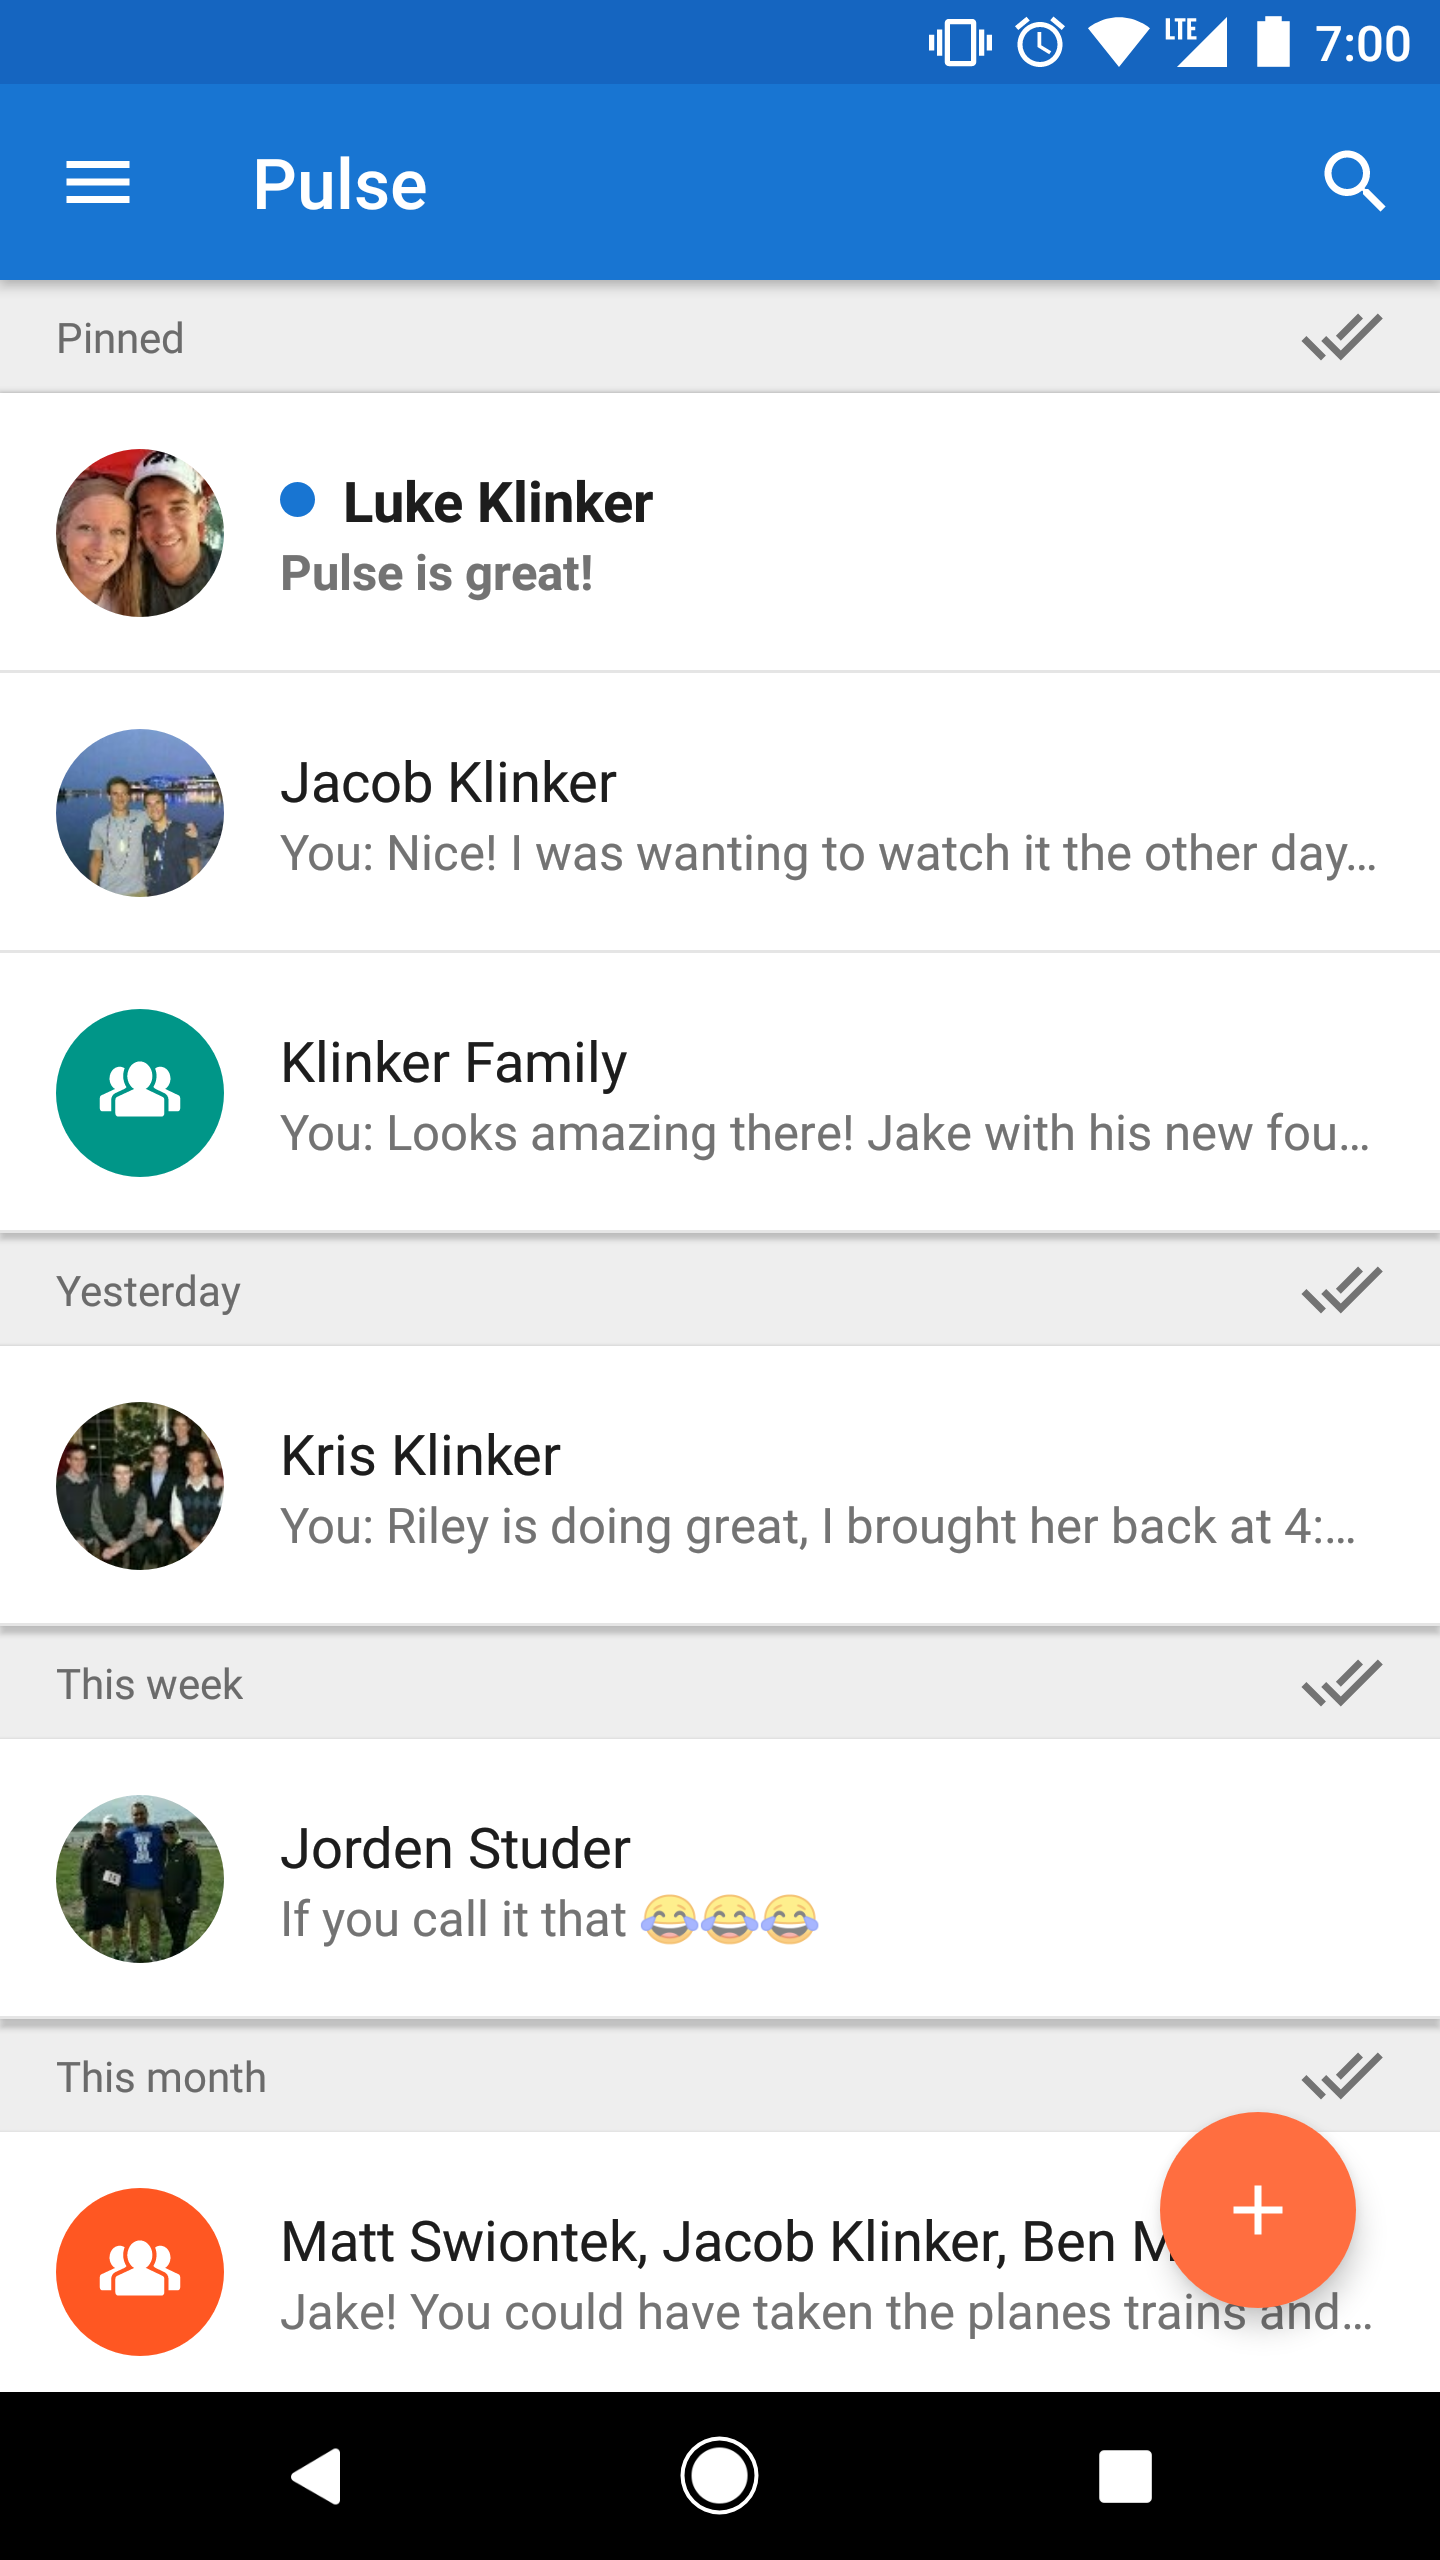 LTE 7:00
Pulse
Pinned
Luke Klinker
Pulse is great!
Jacob Klinker
You: Nice! I was wanting to watch it the other day...
Klinker Family
You: Looks amazing there! Jake with his new fou...
Yesterday
Kris Klinker
You: Riley is doing great, I brought her back at 4:...
This week
Jorden Studer
If you call it that 😂😂😂
This month
Matt Swiontek, Jacob Klinker, Ben M
Jake! You could have taken the planes trains and...